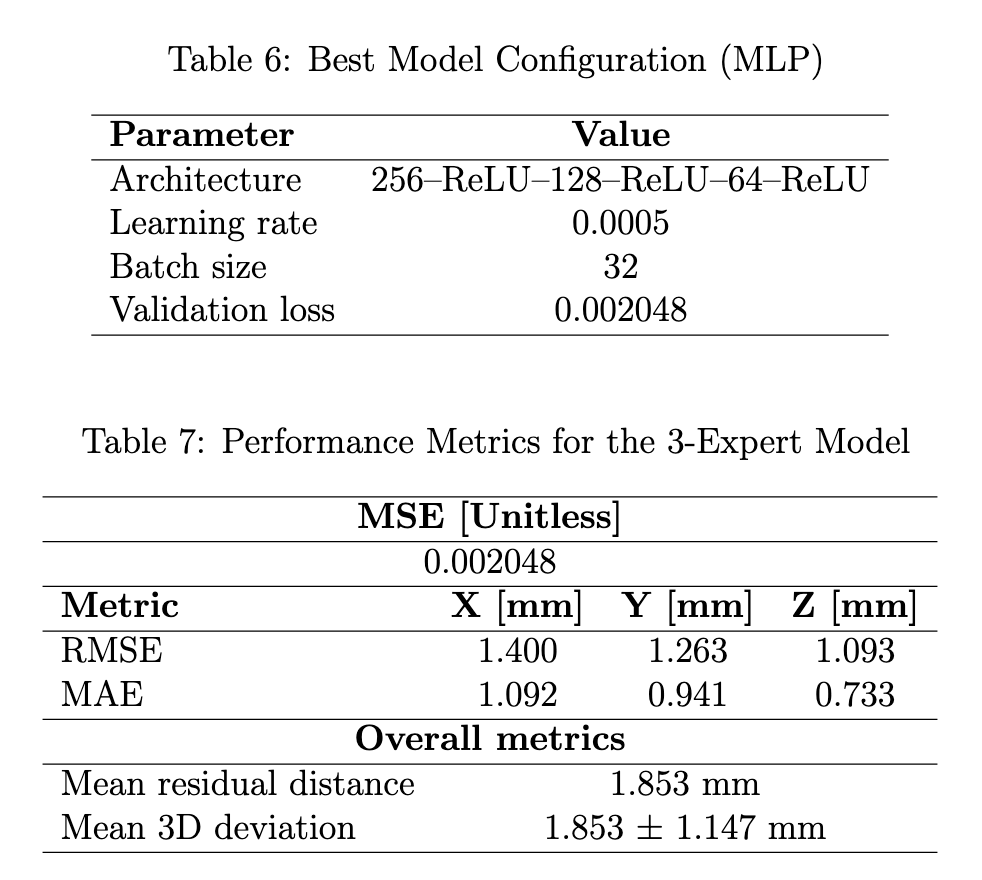 Table 6: Best Model Configuration (MLP)
Parameter Value
Architecture 256–ReLU–128–ReLU–64–ReLU
Learning rate 0.0005
Batch size 32
Validation loss 0.002048
Table 7: Performance Metrics for the 3-Expert Model
MSE [Unitless]
0.002048
Metric X [mm] Y [mm] Z [mm]
RMSE 1.400 1.263 1.093
MAE 1.092 0.941 0.733
Overall metrics
Mean residual distance 1.853 mm
Mean 3D deviation 1.853 ± 1.147 mm